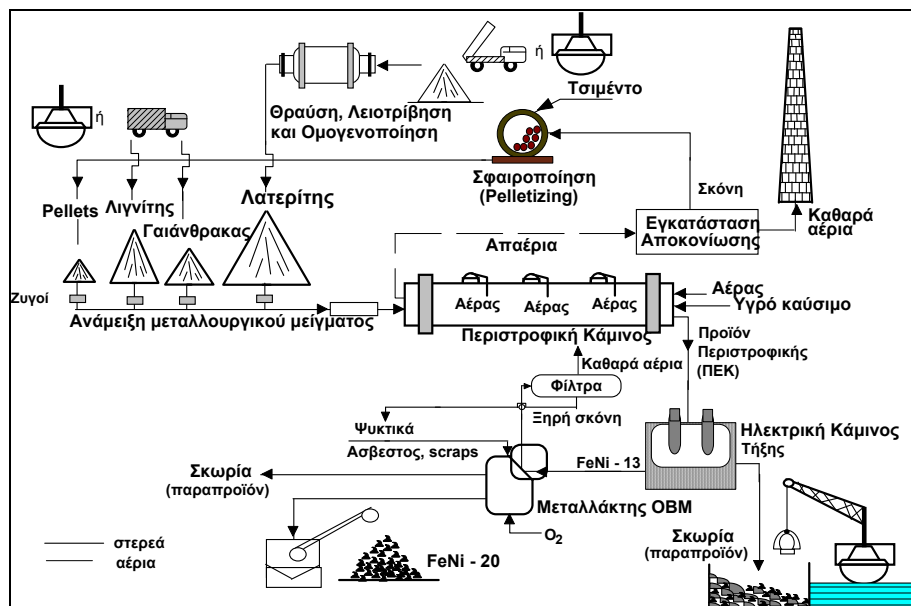 ή
Τσιμέντο
ή
Θραύση, Λειοτρίβηση
και Ομογενοποίηση
Σφαιροποίηση
(Pelletizing)
Σκόνη
Pellets
Λιγνίτης
Γαιάνθρακας
Λατερίτης
Εγκατάσταση
Αποκονίωσης
Καθαρά
αέρια
Απαέρια
Ζυγοί
Αέρας
Αέρας
Αέρας
Αέρας
Υγρό καύσιμο
Ανάμειξη μεταλλουργικού μείγματος
Περιστροφική Κάμινος
Προϊόν
Περιστροφικής
(ΠΕΚ)
Καθαρά αέρια
Φίλτρα
Ξηρή σκόνη
Ψυκτικά
Ασβεστος, scraps
Ηλεκτρική Κάμινος
Τήξης
FeNi - 13
Σκωρία
(παραπροϊόν)
Μεταλλάκτης OBM
O2
Σκωρία
(παραπροϊόν)
FeNi - 20
στερεά
αέρια